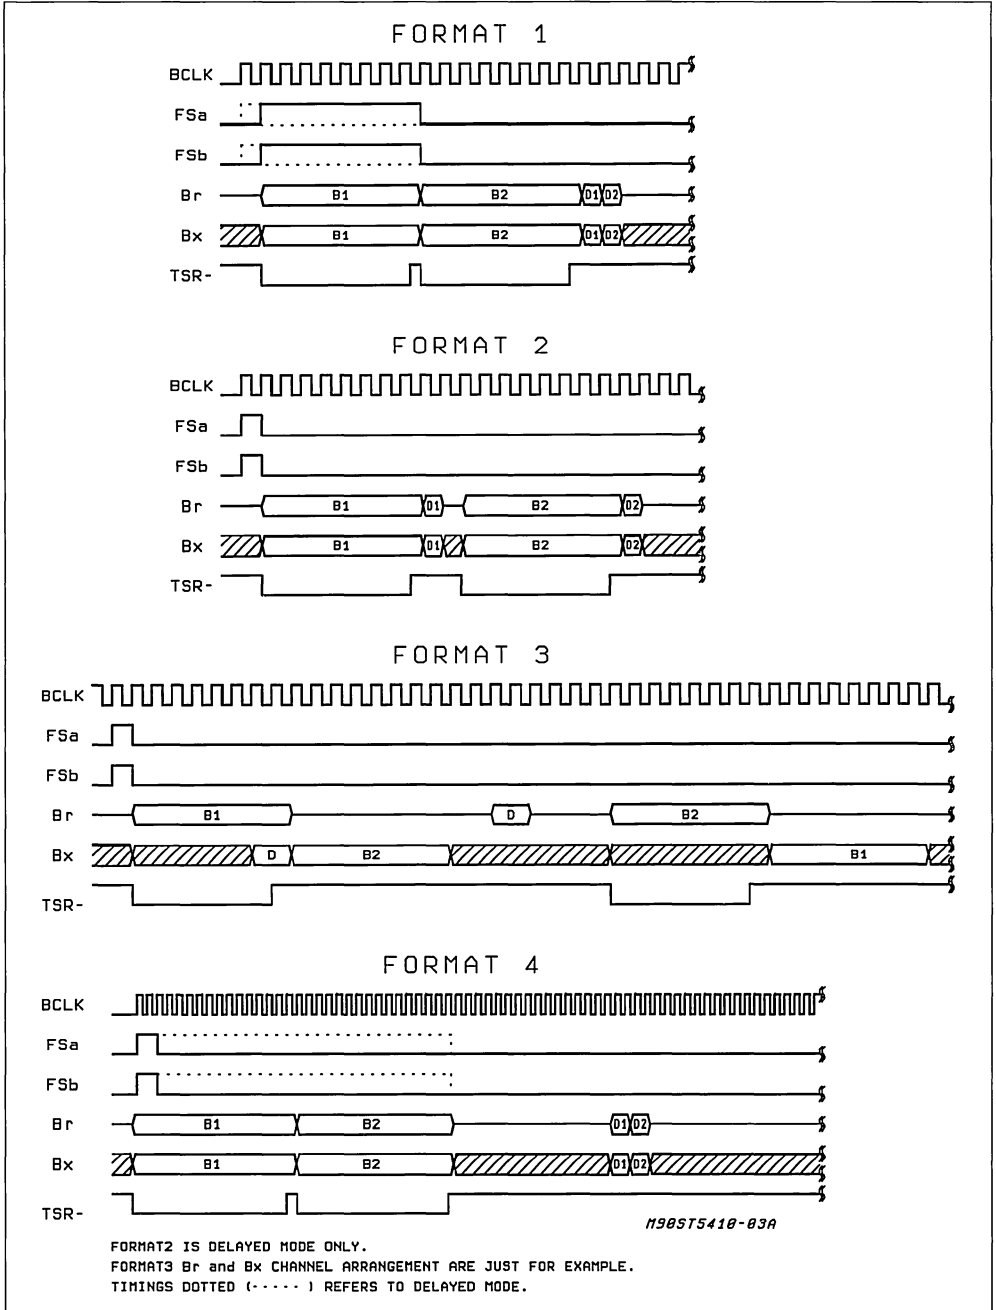 FORMAT 1
BCLK
FSa
FSb
Br B1 B2 D1 D2
Bx B1 B2 D1 D2
TSR-
FORMAT 2
BCLK
FSa
FSb
Br B1 D1 B2 D2
Bx B1 D1 B2 D2
TSR-
FORMAT 3
BCLK
FSa
FSb
Br B1 D B2
Bx D B2 B1
TSR-
FORMAT 4
BCLK
FSa
FSb
Br B1 B2 D1 D2
Bx B1 B2 D1 D2
TSR-
M90ST5410-03A
FORMAT2 IS DELAYED MODE ONLY.
FORMAT3 Br and Bx CHANNEL ARRANGEMENT ARE JUST FOR EXAMPLE.
TIMINGS DOTTED (----- ) REFERS TO DELAYED MODE.